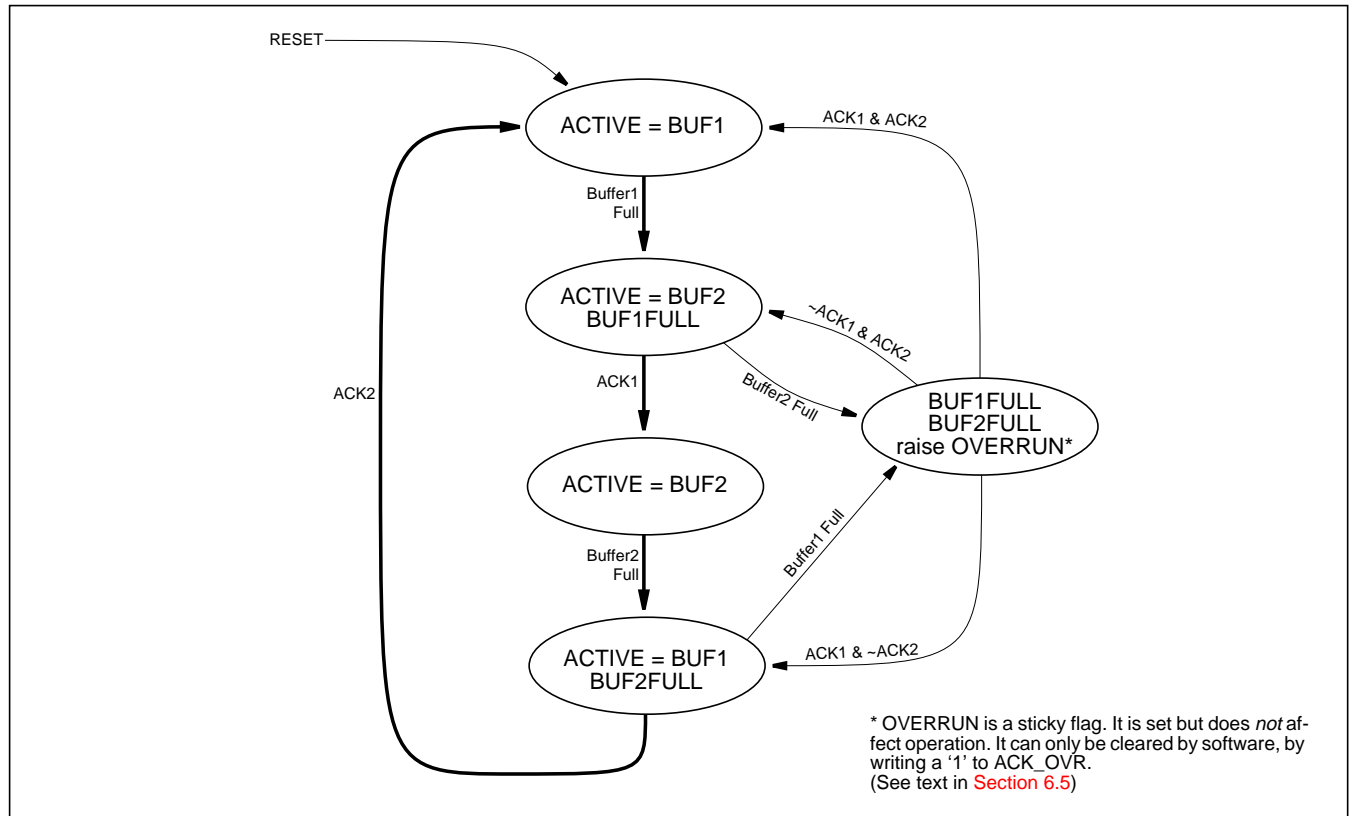 RESET
ACTIVE = BUF1
ACK1 & ACK2
Buffer1
Full
ACTIVE = BUF2
BUF1FULL
~ACK1 & ACK2
ACK2
ACK1
Buffer2 Full
BUF1FULL
BUF2FULL
raise OVERRUN*
ACTIVE = BUF2
Buffer1 Full
Buffer2
Full
ACTIVE = BUF1
BUF2FULL
ACK1 & ~ACK2
* OVERRUN is a sticky flag. It is set but does not af-
fect operation. It can only be cleared by software, by
writing a ‘1’ to ACK_OVR.
(See text in Section 6.5)